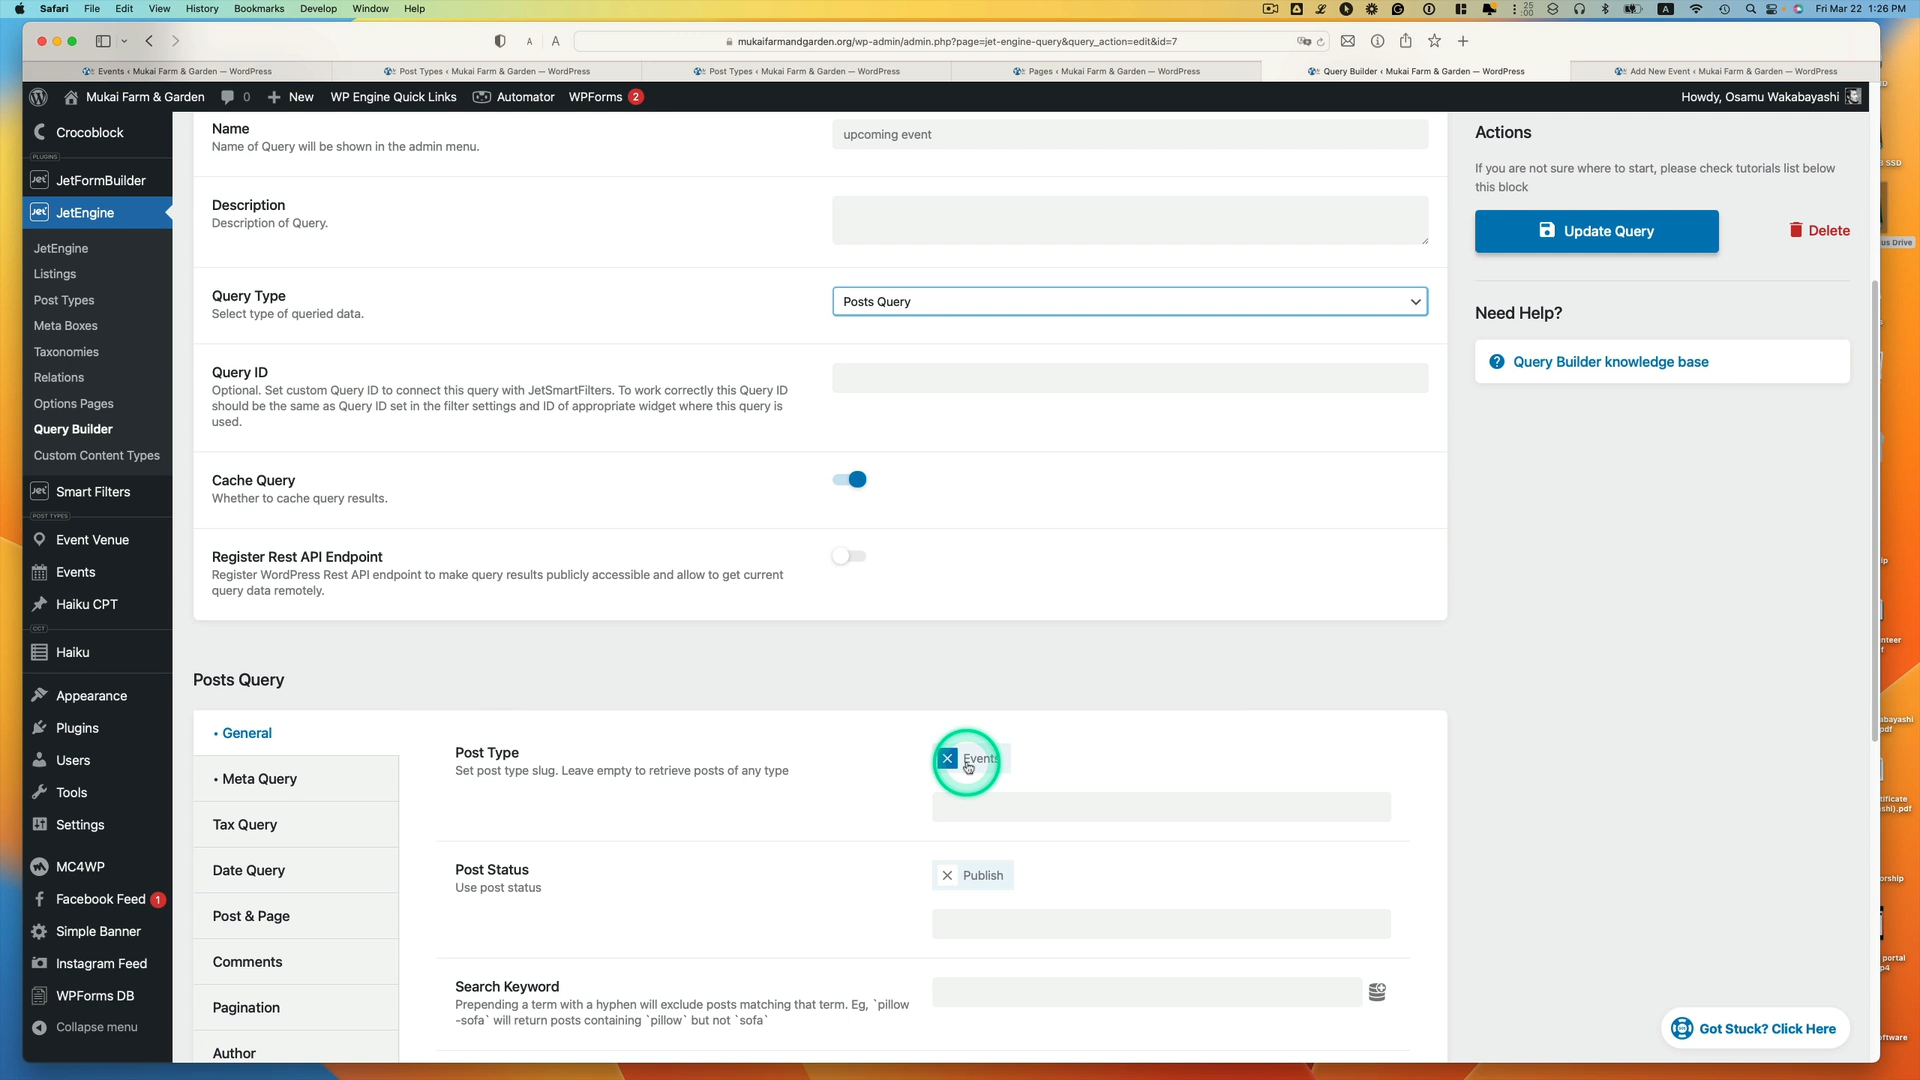 Safari File Edit View History Bookmarks Develop Window Help
25 :00 A Fri Mar 22 1:26 PM
A A mukaifarmandgarden.org/wp-admin/admin.php?page=jet-engine-query&query_action=edit&id=7
Events ‹ Mukai Farm & Garden — WordPress
Post Types ‹ Mukai Farm & Garden — WordPress
Post Types ‹ Mukai Farm & Garden — WordPress
Pages ‹ Mukai Farm & Garden — WordPress
Query Builder ‹ Mukai Farm & Garden — WordPress
Add New Event ‹ Mukai Farm & Garden — WordPress
Mukai Farm & Garden 0 New WP Engine Quick Links Automator WPForms 2
Howdy, Osamu Wakabayashi
Crocoblock
PLUGINS
JetFormBuilder
JetEngine
JetEngine
Listings
Post Types
Meta Boxes
Taxonomies
Relations
Options Pages
Query Builder
Custom Content Types
Smart Filters
POST TYPES
Event Venue
Events
Haiku CPT
CCT
Haiku
Appearance
Plugins
Users
Tools
Settings
MC4WP
Facebook Feed 1
Simple Banner
Instagram Feed
WPForms DB
Collapse menu
Name
Name of Query will be shown in the admin menu.
upcoming event
Description
Description of Query.
Query Type
Select type of queried data.
Posts Query
Query ID
Optional. Set custom Query ID to connect this query with JetSmartFilters. To work correctly this Query ID
should be the same as Query ID set in the filter settings and ID of appropriate widget where this query is
used.
Cache Query
Whether to cache query results.
Register Rest API Endpoint
Register WordPress Rest API endpoint to make query results publicly accessible and allow to get current
query data remotely.
Posts Query
• General
• Meta Query
Tax Query
Date Query
Post & Page
Comments
Pagination
Author
Post Type
Set post type slug. Leave empty to retrieve posts of any type
Events
Post Status
Use post status
Publish
Search Keyword
Prepending a term with a hyphen will exclude posts matching that term. Eg, `pillow
-sofa` will return posts containing `pillow` but not `sofa`
Actions
If you are not sure where to start, please check tutorials list below
this block
Update Query
Delete
Need Help?
Query Builder knowledge base
Got Stuck? Click Here